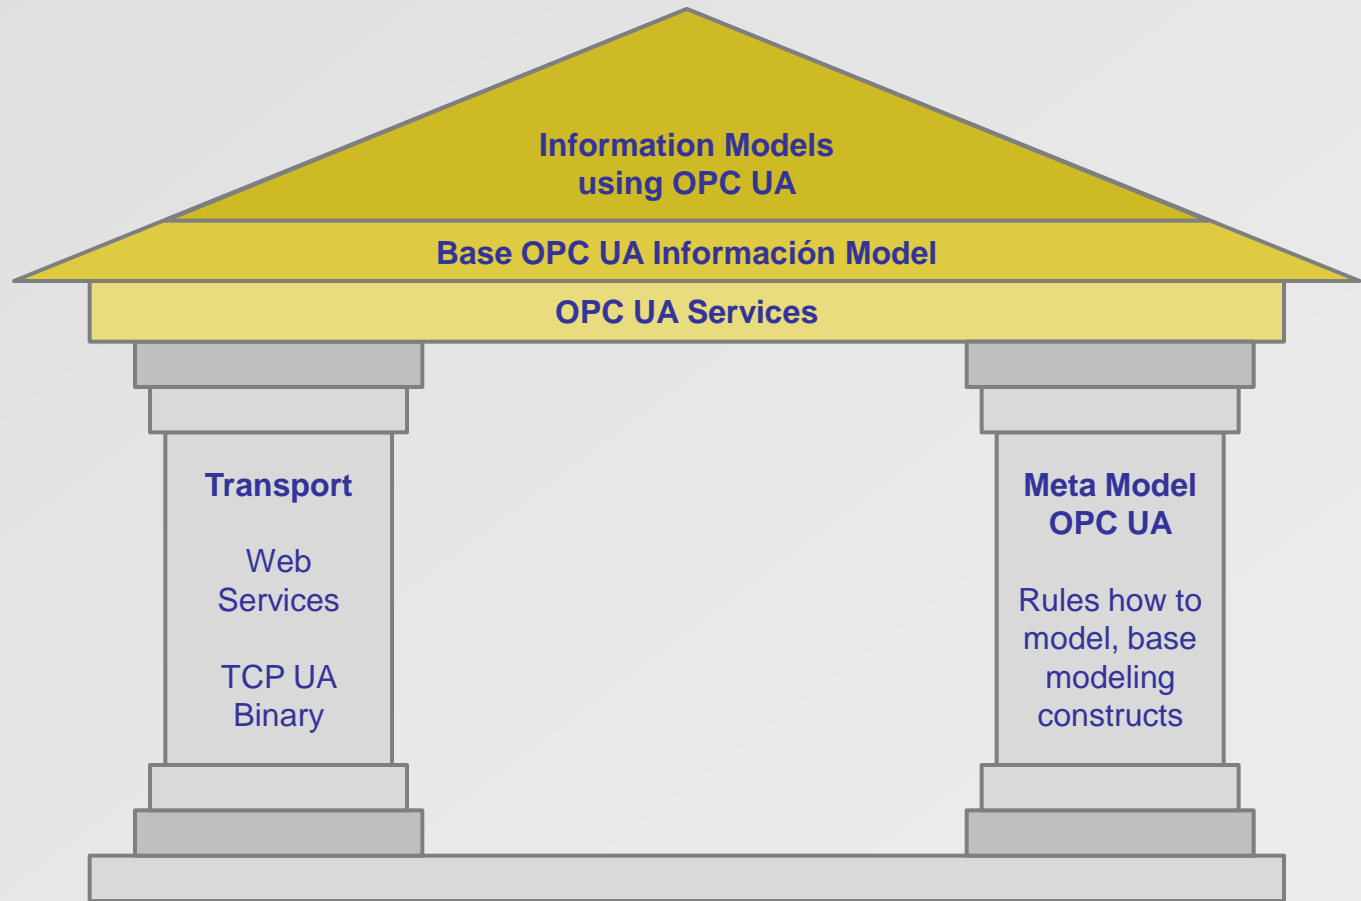 Information Models
using OPC UA
Base OPC UA Información Model
OPC UA Services
Transport
Web
Services
TCP UA
Binary
Meta Model
OPC UA
Rules how to
model, base
modeling
constructs